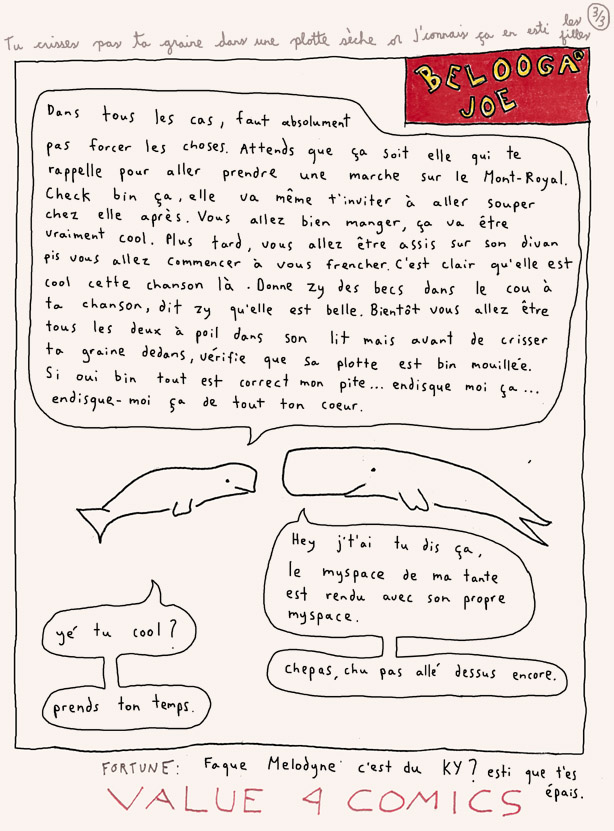 Tu crisses pas ta graine dans une plotte sèche or j'connais ça en esti les filles
3/3
BELOOGA
JOE
Dans tous les cas, faut absolument
pas forcer les choses. Attends que ça soit elle qui te
rappelle pour aller prendre une marche sur le Mont-Royal.
Check bin ça, elle va même t'inviter à aller souper
chez elle après. Vous allez bien manger, ça va être
vraiment cool. Plus tard, vous allez être assis sur son divan
pis vous allez commencer à vous frencher. C'est clair qu'elle est
cool cette chanson là. Donne zy des becs dans le cou à
ta chanson, dit zy qu'elle est belle. Bientôt vous allez être
tous les deux à poil dans son lit mais avant de crisser
ta graine dedans, vérifie que sa plotte est bin mouillée.
Si oui bin tout est correct mon pite... endisque moi ça...
endisque-moi ça de tout ton coeur.
Hey j't'ai tu dis ça,
le myspace de ma tante
est rendu avec son propre
myspace.
yé tu cool?
chepas, chu pas allé dessus encore.
prends ton temps.
FORTUNE: Faque Melodyne c'est du KY? esti que t'es
épais.
VALUE 4 COMICS